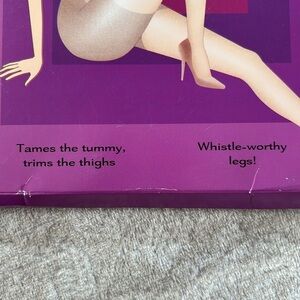 Tames the tummy,
trims the thighs
Whistle-worthy
legs!